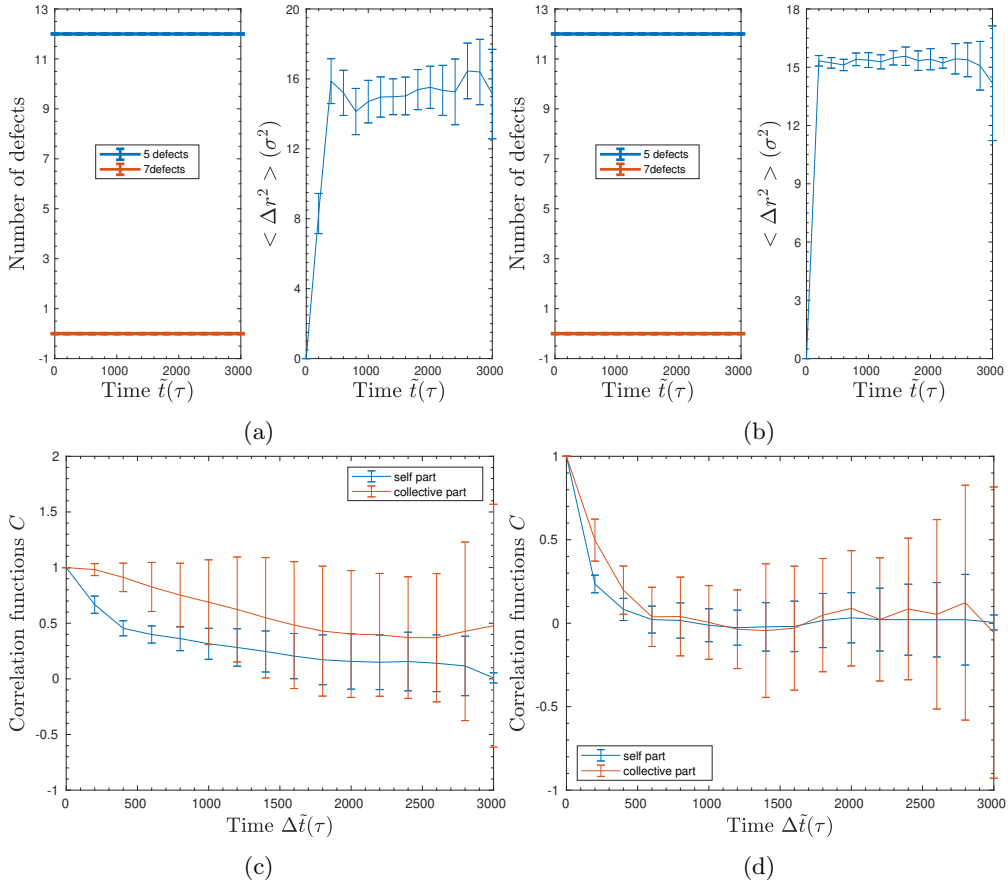 13
11
9
7
5
3
1
-1
Number of defects
5 defects
7defects
0 1000 2000 3000
Time t̃(τ)
20
16
12
8
4
0
< Δr² > (σ²)
0 1000 2000 3000
Time t̃(τ)
(a)
13
11
9
7
5
3
1
-1
Number of defects
5 defects
7defects
0 1000 2000 3000
Time t̃(τ)
18
15
12
9
6
3
0
< Δr² > (σ²)
0 1000 2000 3000
Time t̃(τ)
(b)
2
1.5
1
0.5
0
-0.5
-1
Correlation functions C
self part
collective part
0 500 1000 1500 2000 2500 3000
Time Δt̃(τ)
(c)
1
0.5
0
-0.5
-1
Correlation functions C
self part
collective part
0 500 1000 1500 2000 2500 3000
Time Δt̃(τ)
(d)